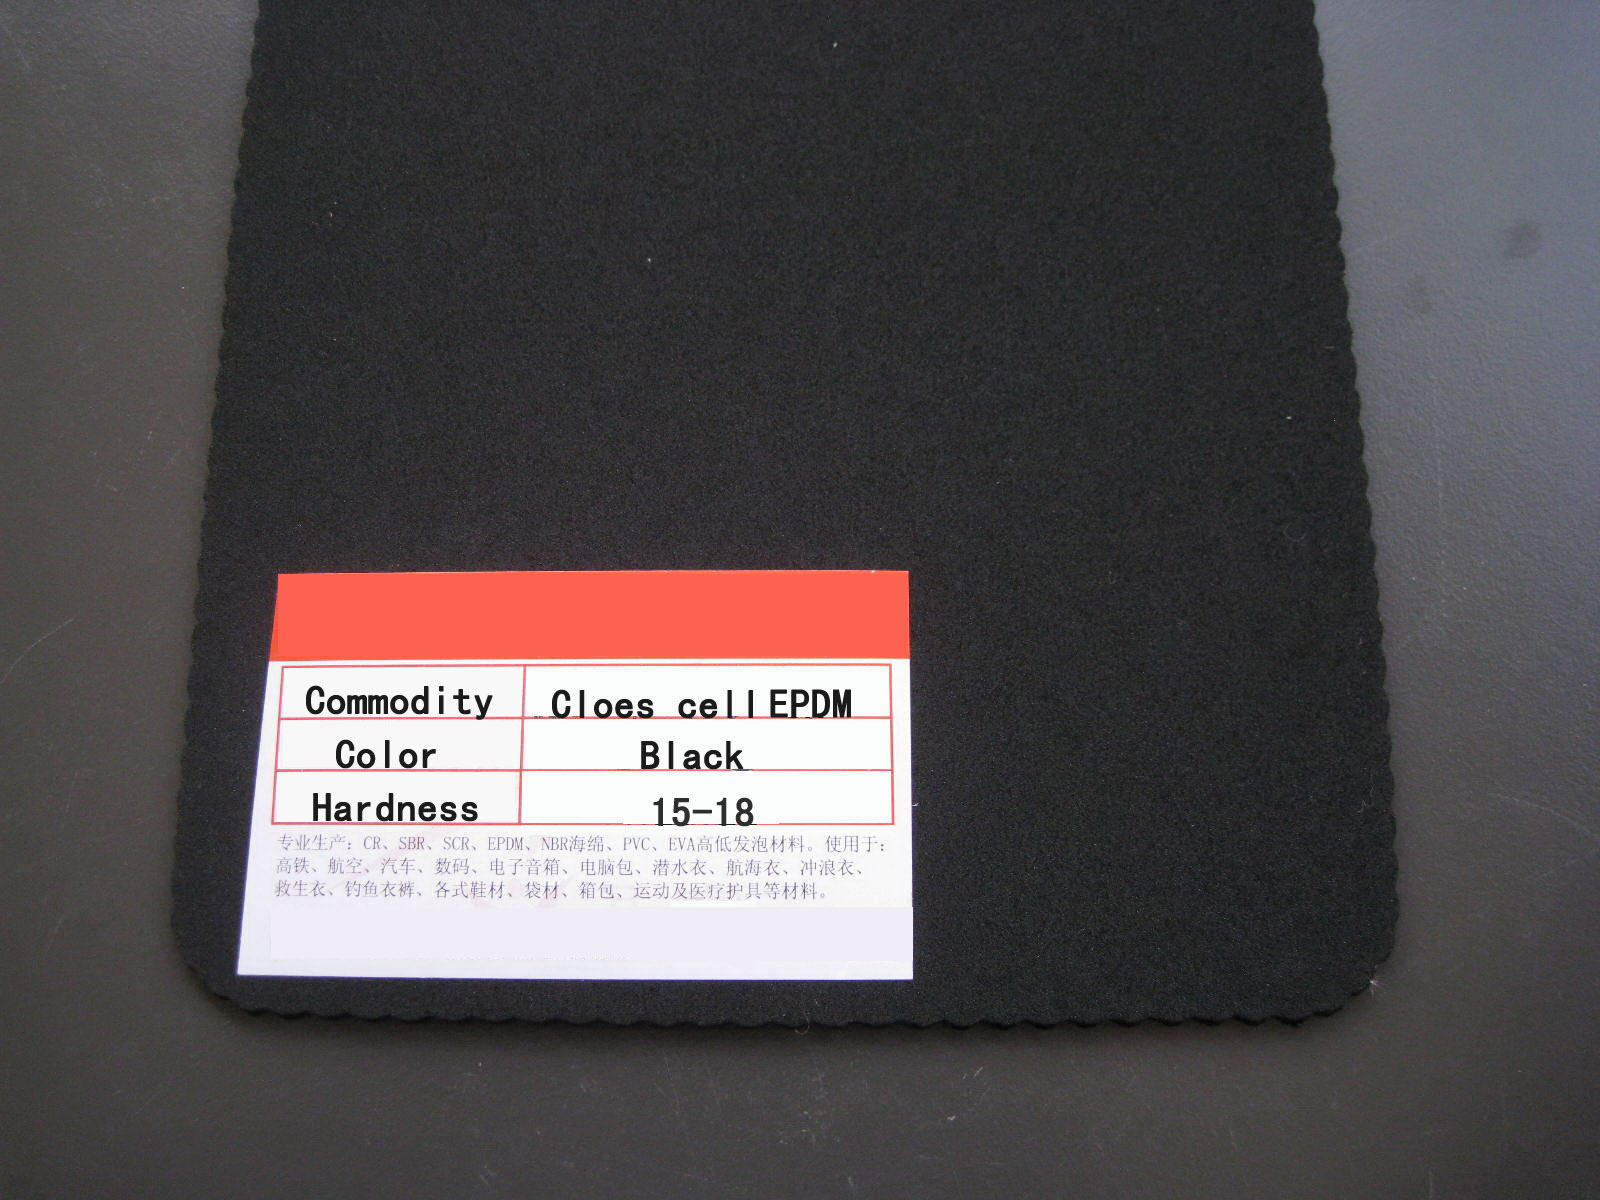 Commodity Cloes cell EPDM
Color Black
Hardness 15-18
专业生产：CR、SBR、SCR、EPDM、NBR海绵、PVC、EVA高低发泡材料。使用于：
高铁、航空、汽车、数码、电子音箱、电脑包、潜水衣、航海衣、冲浪衣、
救生衣、钓鱼衣裤、各式鞋材、袋材、箱包、运动及医疗护具等材料。